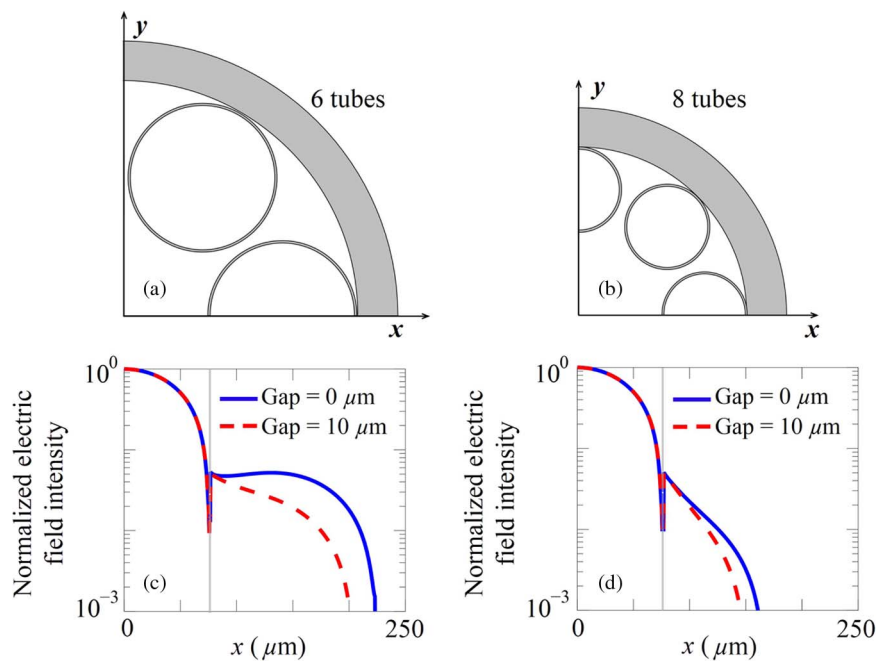 y
6 tubes
(a)
x
y
8 tubes
(b)
x
Normalized electric
field intensity
10^0
Gap = 0 μm
Gap = 10 μm
(c)
10^-3
0
250
x ( μm)
Normalized electric
field intensity
10^0
Gap = 0 μm
Gap = 10 μm
(d)
10^-3
0
250
x ( μm)